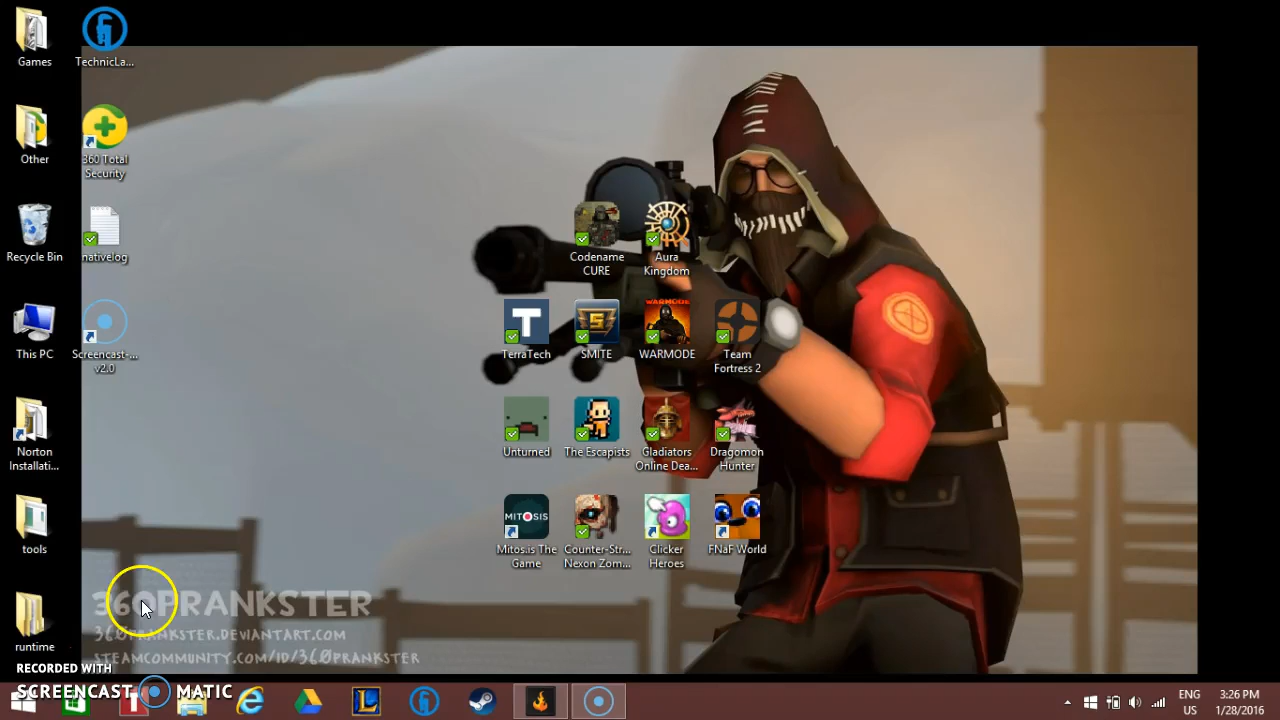 Games
TechnicLa...
Other
360 Total
Security
Recycle Bin
nativelog
This PC
Screencast-...
v2.0
Norton
Installati...
tools
runtime
Codename
CURE
Aura
Kingdom
T
TerraTech
S
SMITE
WARMODE
WARMODE
Team
Fortress 2
Unturned
The Escapists
Gladiators
Online Dea...
Dragomon
Hunter
MITOSIS
Mitos.is The
Game
Counter-Str...
Nexon Zom...
Clicker
Heroes
FNaF World
360PRANKSTER
360PRANKSTER.DEVIANTART.COM
STEAMCOMMUNITY.COM/ID/360PRANKSTER
RECORDED WITH
SCREENCAST MATIC
L
ENG
US
3:26 PM
1/28/2016